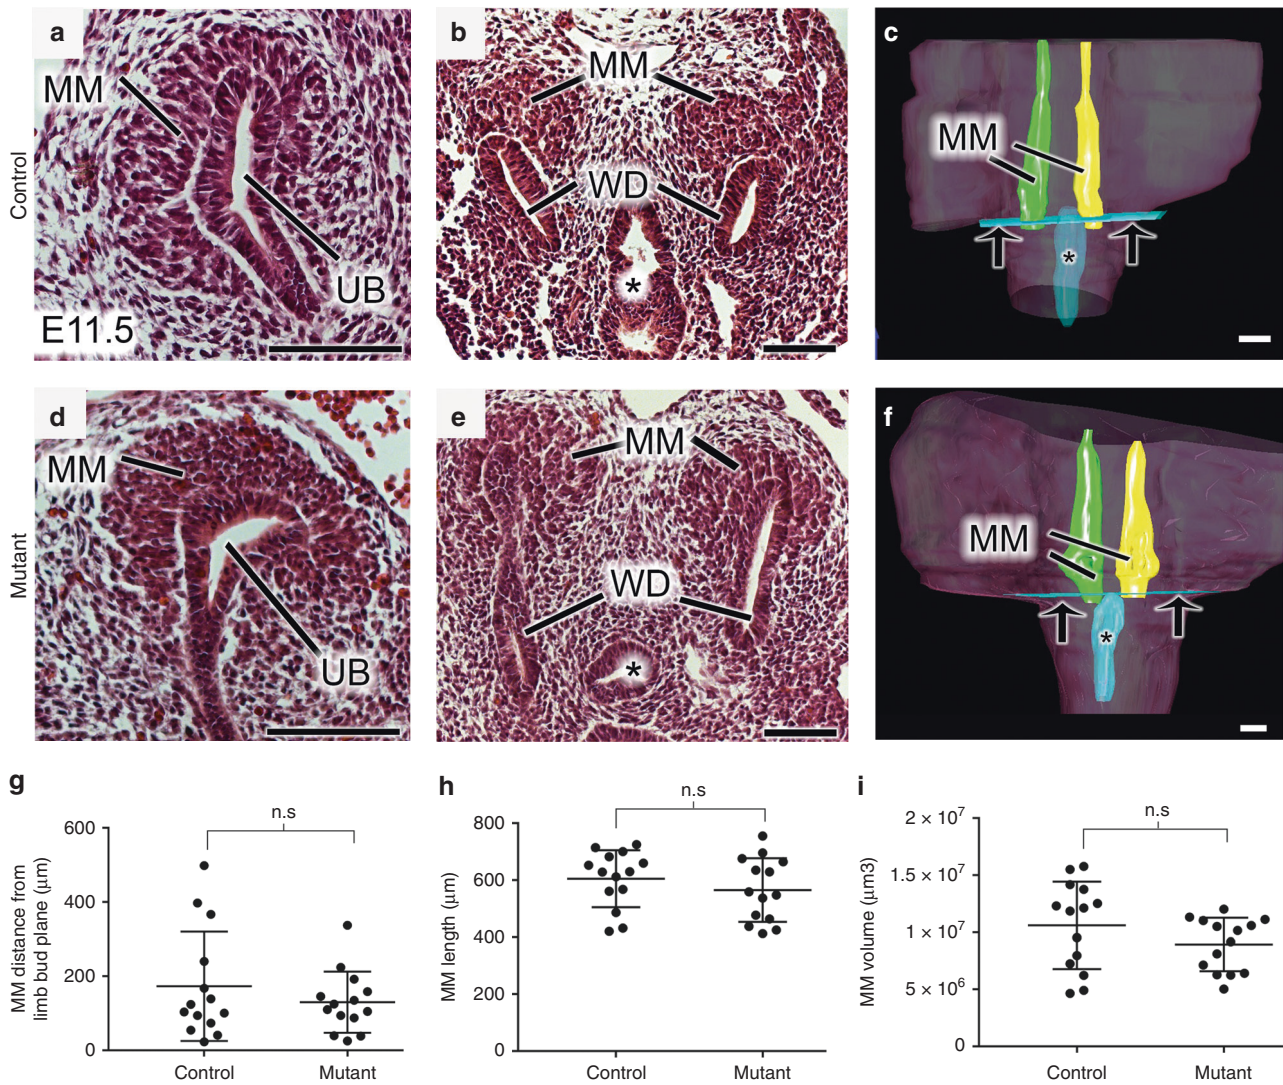 a
b
c
Control
MM
UB
E11.5
MM
WD
*
MM
*
d
e
f
Mutant
MM
UB
MM
WD
*
MM
*
g
h
i
n.s
600
400
200
0
MM distance from
limb bud plane (μm)
Control
Mutant
n.s
800
600
400
200
0
MM length (μm)
Control
Mutant
n.s
2 × 10⁷
1.5 × 10⁷
1 × 10⁷
5 × 10⁶
0
MM volume (μm3)
Control
Mutant